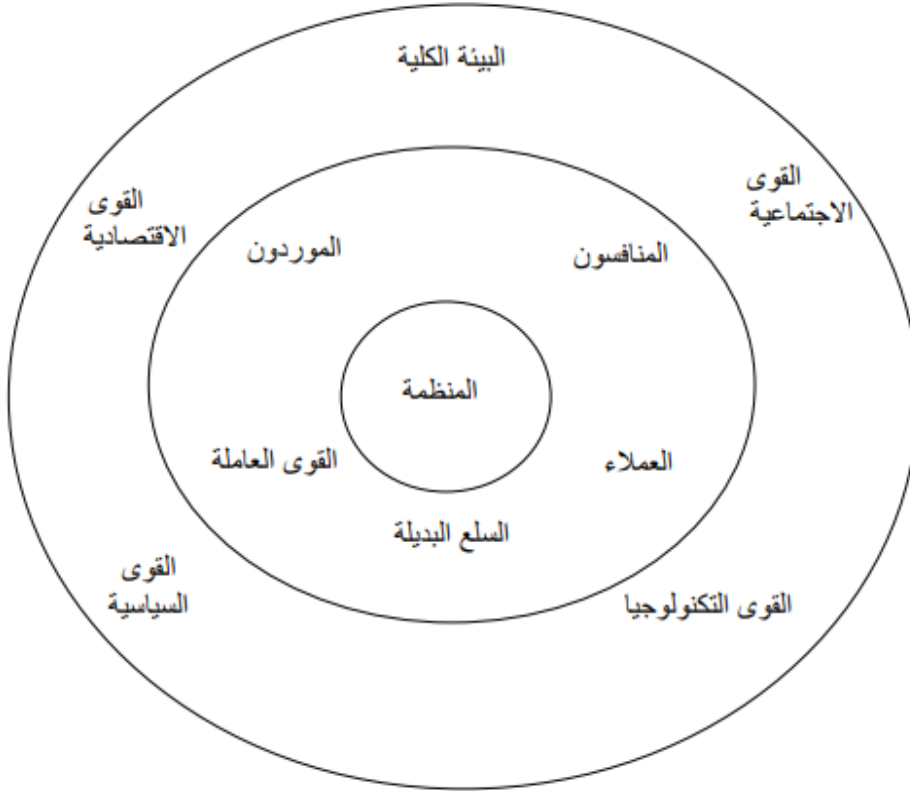 البيئة الكلية
القوى
الاجتماعية
القوى
الاقتصادية
المنافسون
الموردون
المنظمة
العملاء
القوى العاملة
السلع البديلة
القوى التكنولوجيا
القوى
السياسية